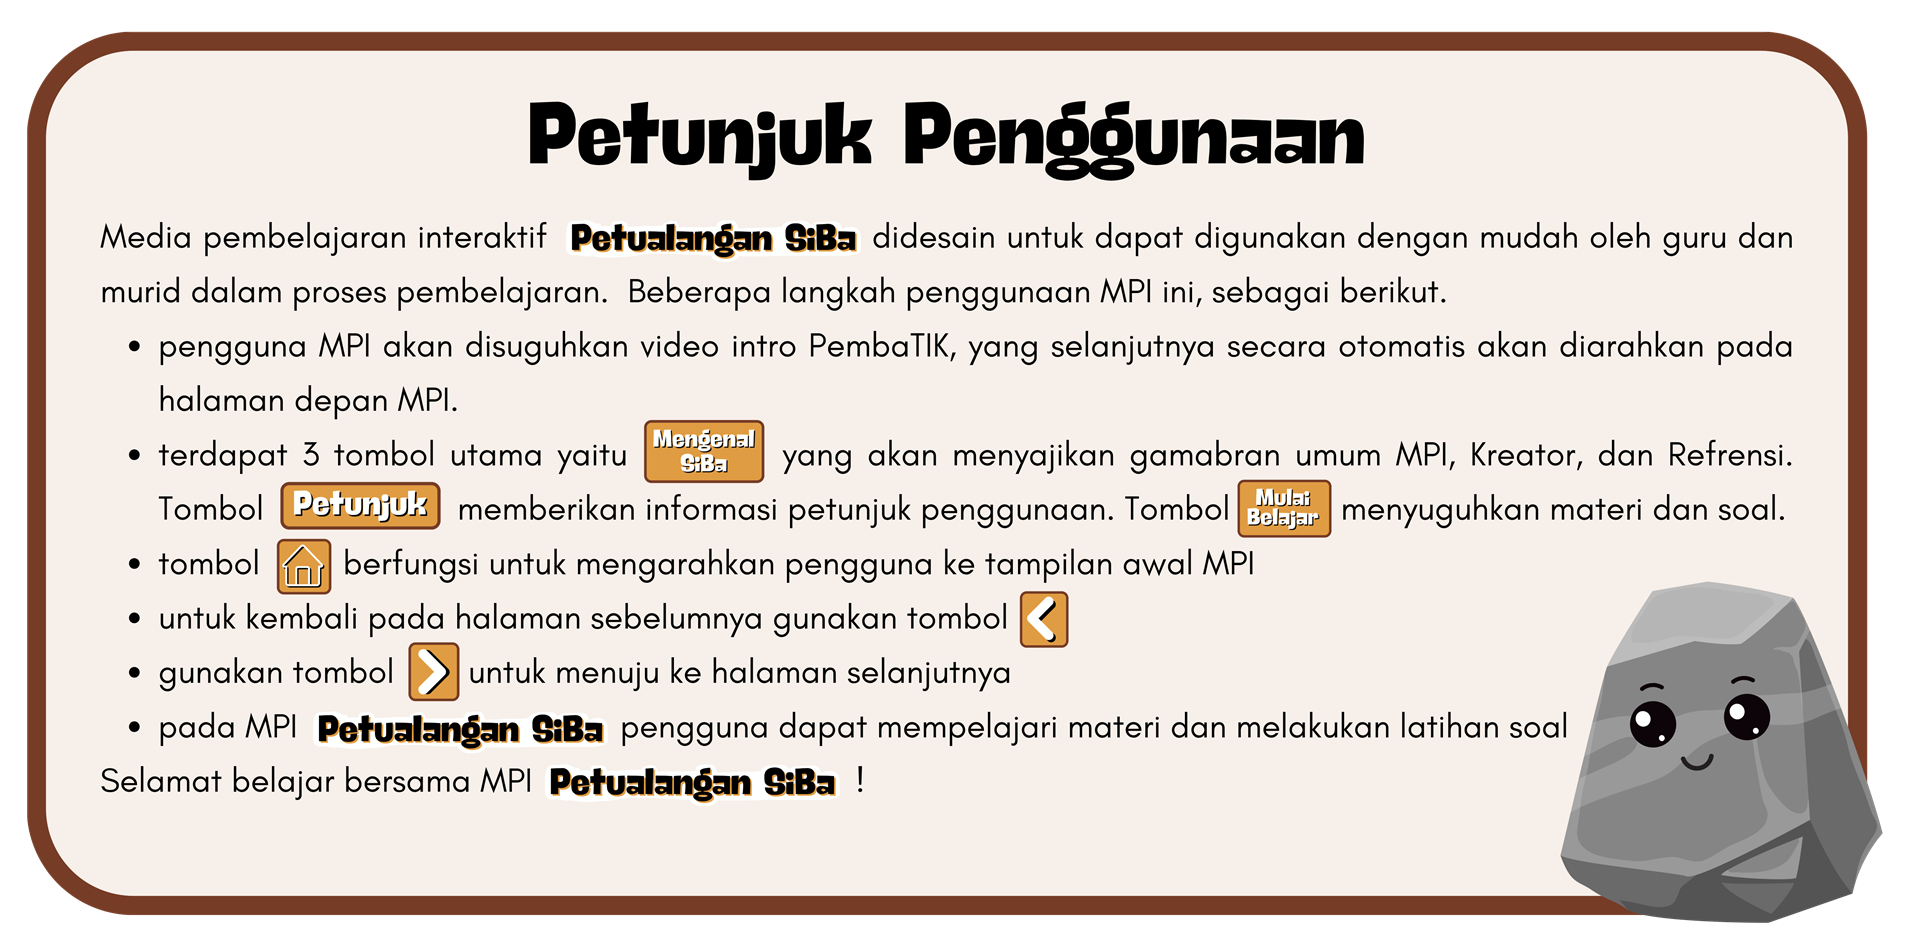 Petunjuk Penggunaan
Media pembelajaran interaktif Petualangan SiBa didesain untuk dapat digunakan dengan mudah oleh guru dan
murid dalam proses pembelajaran. Beberapa langkah penggunaan MPI ini, sebagai berikut.
• pengguna MPI akan disuguhkan video intro PembaTIK, yang selanjutnya secara otomatis akan diarahkan pada
halaman depan MPI.
• terdapat 3 tombol utama yaitu Mengenal SiBa yang akan menyajikan gamabran umum MPI, Kreator, dan Refrensi.
Tombol Petunjuk memberikan informasi petunjuk penggunaan. Tombol Mulai Belajar menyuguhkan materi dan soal.
• tombol berfungsi untuk mengarahkan pengguna ke tampilan awal MPI
• untuk kembali pada halaman sebelumnya gunakan tombol <
• gunakan tombol > untuk menuju ke halaman selanjutnya
• pada MPI Petualangan SiBa pengguna dapat mempelajari materi dan melakukan latihan soal
Selamat belajar bersama MPI Petualangan SiBa !